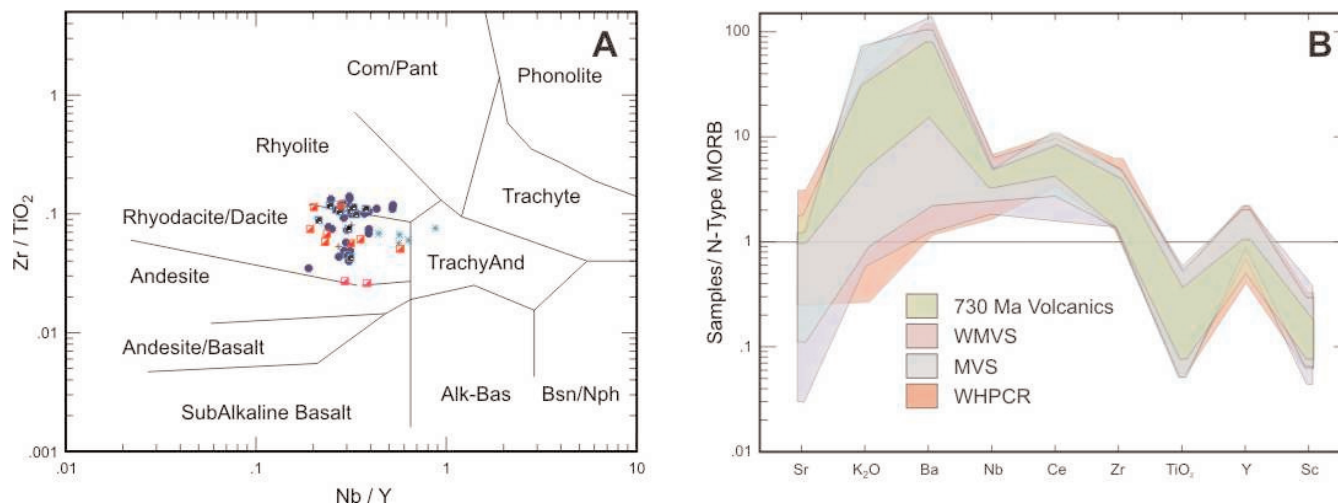 A
Com/Pant
Phonolite
Rhyolite
Trachyte
Rhyodacite/Dacite
Andesite
TrachyAnd
Andesite/Basalt
SubAlkaline Basalt
Alk-Bas
Bsn/Nph
Zr / TiO₂
1
.1
.01
.001
.01
.1
1
10
Nb / Y
B
Samples/ N-Type MORB
100
10
1
.1
.01
730 Ma Volcanics
WMVS
MVS
WHPCR
Sr
K₂O
Ba
Nb
Ce
Zr
TiO₂
Y
Sc